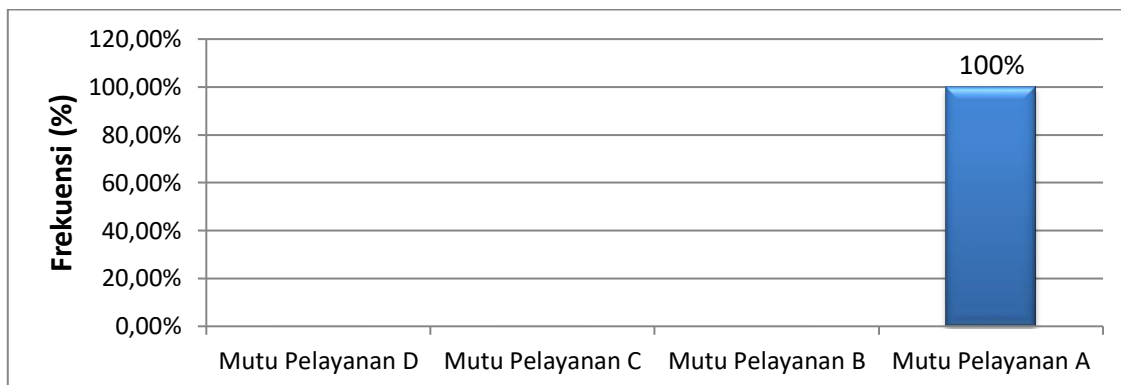 120,00%
100%
100,00%
80,00%
60,00%
40,00%
20,00%
0,00%
Frekuensi (%)
Mutu Pelayanan D
Mutu Pelayanan C
Mutu Pelayanan B
Mutu Pelayanan A